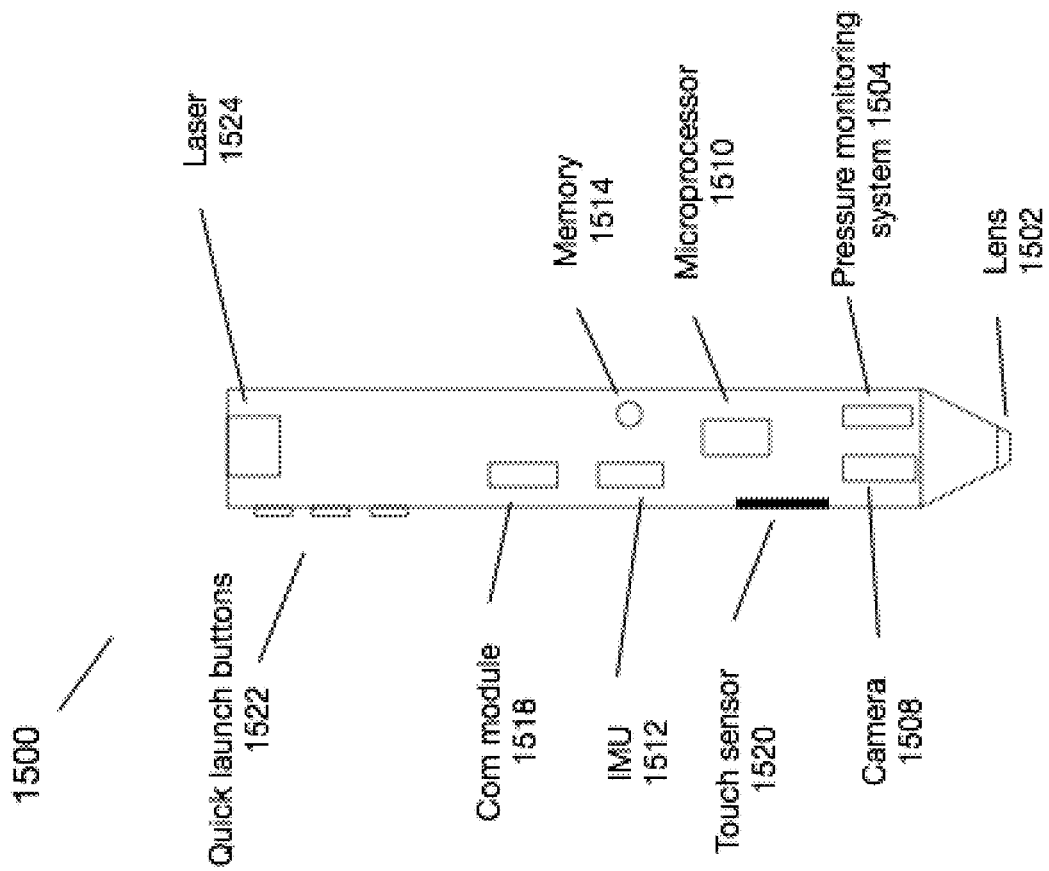 1500
Quick launch buttons
1522
Com module
1518
IMU
1512
Touch sensor
1520
Camera
1508
Laser
1524
Memory
1514
Microprocessor
1510
Pressure monitoring
system 1504
Lens
1502